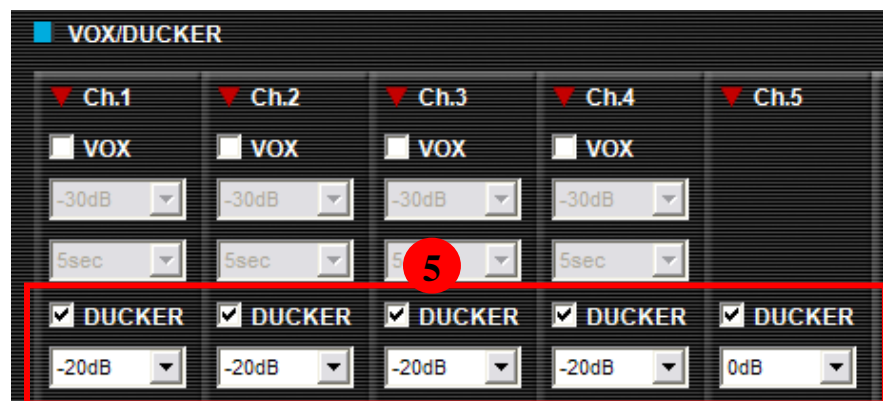 VOX/DUCKER
Ch.1 Ch.2 Ch.3 Ch.4 Ch.5
VOX VOX VOX VOX
-30dB -30dB -30dB -30dB
5sec 5sec 5 5sec
5
DUCKER DUCKER DUCKER DUCKER DUCKER
-20dB -20dB -20dB -20dB 0dB